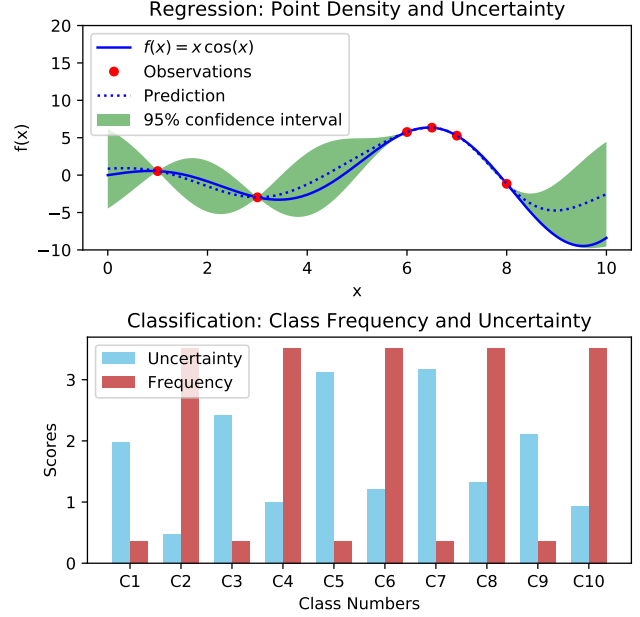 Regression: Point Density and Uncertainty
f(x) = x cos(x)
Observations
Prediction
95% confidence interval
20
15
10
5
0
−5
−10
f(x)
0 2 4 6 8 10
x
Classification: Class Frequency and Uncertainty
Uncertainty
Frequency
3
2
1
0
Scores
C1 C2 C3 C4 C5 C6 C7 C8 C9 C10
Class Numbers